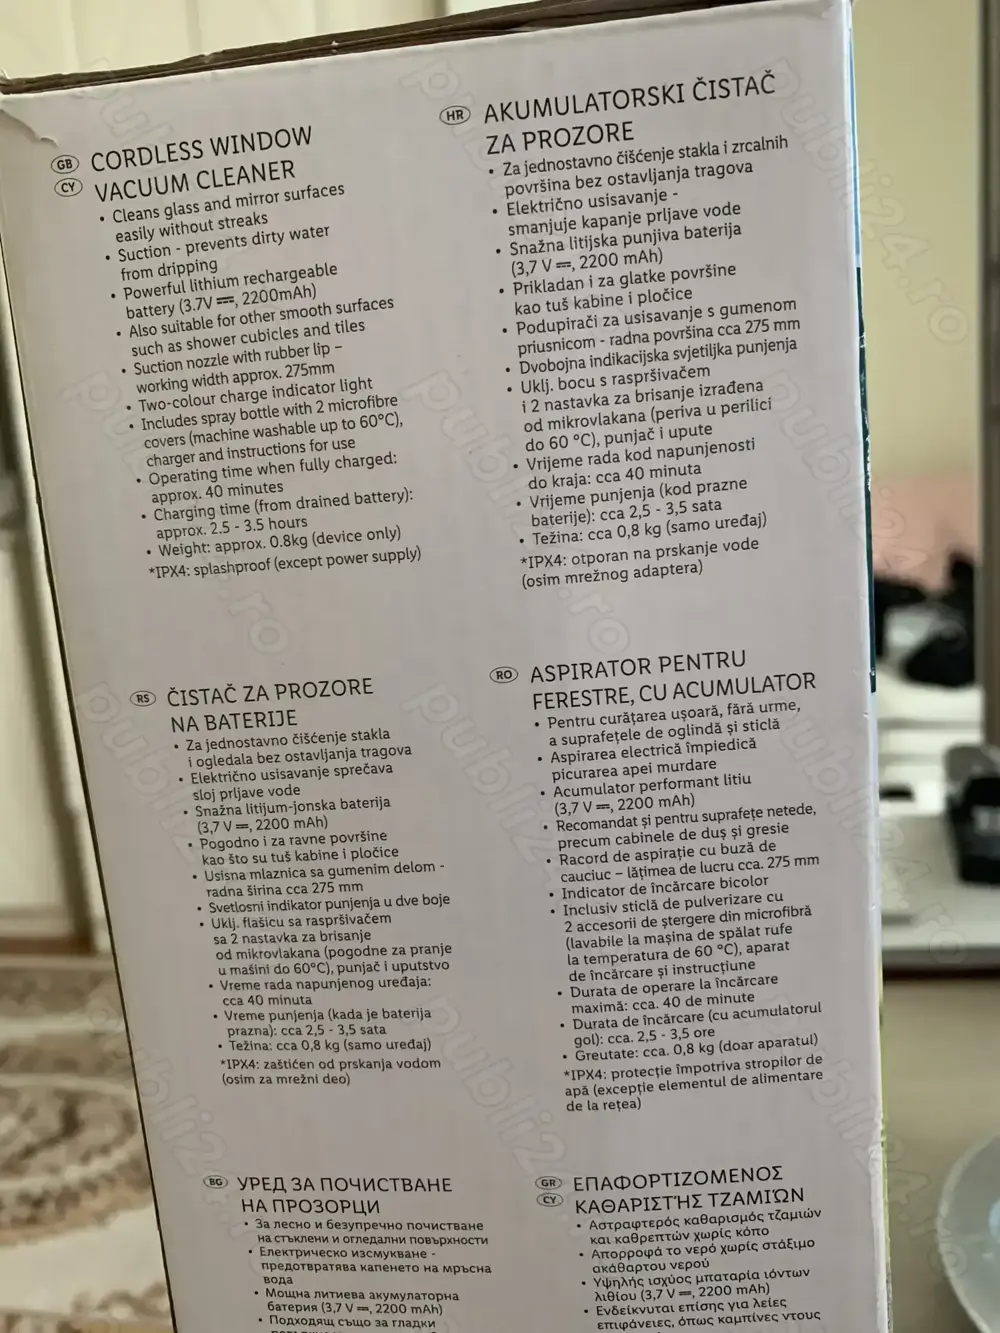 GB CY CORDLESS WINDOW
VACUUM CLEANER
• Cleans glass and mirror surfaces
easily without streaks
• Suction - prevents dirty water
from dripping
• Powerful lithium rechargeable
battery (3.7V ⎓, 2200mAh)
• Also suitable for other smooth surfaces
such as shower cubicles and tiles
• Suction nozzle with rubber lip –
working width approx. 275mm
• Two-colour charge indicator light
• Includes spray bottle with 2 microfibre
covers (machine washable up to 60°C),
charger and instructions for use
• Operating time when fully charged:
approx. 40 minutes
• Charging time (from drained battery):
approx. 2.5 - 3.5 hours
• Weight: approx. 0.8kg (device only)
*IPX4: splashproof (except power supply)
HR AKUMULATORSKI ČISTAČ
ZA PROZORE
• Za jednostavno čišćenje stakla i zrcalnih
površina bez ostavljanja tragova
• Električno usisavanje -
smanjuje kapanje prljave vode
• Snažna litijska punjiva baterija
(3,7 V ⎓, 2200 mAh)
• Prikladan i za glatke površine
kao tuš kabine i pločice
• Podupirači za usisavanje s gumenom
priusnicom - radna površina cca 275 mm
• Dvobojna indikacijska svjetiljka punjenja
• Uklj. bocu s raspršivačem
i 2 nastavka za brisanje izrađena
od mikrovlakana (periva u perilici
do 60 °C), punjač i upute
• Vrijeme rada kod napunjenosti
do kraja: cca 40 minuta
• Vrijeme punjenja (kod prazne
baterije): cca 2,5 - 3,5 sata
• Težina: cca 0,8 kg (samo uređaj)
*IPX4: otporan na prskanje vode
(osim mrežnog adaptera)
RS ČISTAČ ZA PROZORE
NA BATERIJE
• Za jednostavno čišćenje stakla
i ogledala bez ostavljanja tragova
• Električno usisavanje sprečava
sloj prljave vode
• Snažna litijum-jonska baterija
(3,7 V ⎓, 2200 mAh)
• Pogodno i za ravne površine
kao što su tuš kabine i pločice
• Usisna mlaznica sa gumenim delom -
radna širina cca 275 mm
• Svetlosni indikator punjenja u dve boje
• Uklj. flašicu sa raspršivačem
sa 2 nastavka za brisanje
od mikrovlakana (pogodne za pranje
u mašini do 60°C), punjač i uputstvo
• Vreme rada napunjenog uređaja:
cca 40 minuta
• Vreme punjenja (kada je baterija
prazna): cca 2,5 - 3,5 sata
• Težina: cca 0,8 kg (samo uređaj)
*IPX4: zaštićen od prskanja vodom
(osim za mrežni deo)
RO ASPIRATOR PENTRU
FERESTRE, CU ACUMULATOR
• Pentru curățarea ușoară, fără urme,
a suprafețele de oglindă și sticlă
• Aspirarea electrică împiedică
picurarea apei murdare
• Acumulator performant litiu
(3,7 V ⎓, 2200 mAh)
• Recomandat și pentru suprafețe netede,
precum cabinele de duș și gresie
• Racord de aspirație cu buză de
cauciuc – lățimea de lucru cca. 275 mm
• Indicator de încărcare bicolor
• Inclusiv sticlă de pulverizare cu
2 accesorii de ștergere din microfibră
(lavabile la mașina de spălat rufe
la temperatura de 60 °C), aparat
de încărcare și instrucțiune
• Durata de operare la încărcare
maximă: cca. 40 de minute
• Durata de încărcare (cu acumulatorul
gol): cca. 2,5 - 3,5 ore
• Greutate: cca. 0,8 kg (doar aparatul)
*IPX4: protecție împotriva stropilor de
apă (excepție elementul de alimentare
de la rețea)
BG УРЕД ЗА ПОЧИСТВАНЕ
НА ПРОЗОРЦИ
• За лесно и безупречно почистване
на стъклени и огледални повърхности
• Електрическо изсмукване -
предотвратява капенето на мръсна
вода
• Мощна литиева акумулаторна
батерия (3,7 V ⎓, 2200 mAh)
• Подходящ също за гладки
GR CY ΕΠΑΦΟΡΤΙΖΟΜΕΝΟΣ
ΚΑΘΑΡΙΣΤΉΣ ΤΖΑΜΙΏΝ
• Αστραφτερός καθαρισμός τζαμιών
και καθρεπτών χωρίς κόπο
• Απορροφά το νερό χωρίς στάξιμο
ακάθαρτου νερού
• Υψηλής ισχύος μπαταρία ιόντων
λιθίου (3,7 V ⎓, 2200 mAh)
• Ενδείκνυται επίσης για λείες
επιφάνειες, όπως καμπίνες ντους
publi24.ro